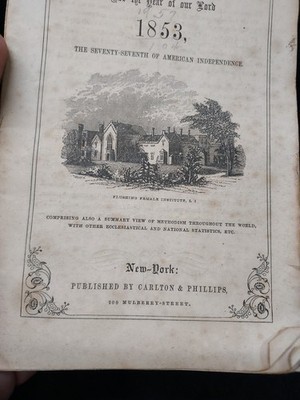 the Year of our Lord
1853,
THE SEVENTY-SEVENTH OF AMERICAN INDEPENDENCE.
FLUSHING FEMALE INSTITUTE, L I
COMPRISING ALSO A SUMMARY VIEW OF METHODISM THROUGHOUT THE WORLD,
WITH OTHER ECCLESIASTICAL AND NATIONAL STATISTICS, ETC.
New-York:
PUBLISHED BY CARLTON & PHILLIPS,
200 MULBERRY-STREET.